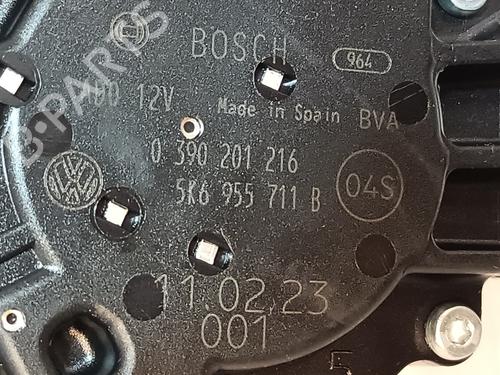 BOSCH
964
12V
Made in Spain
BVA
0 390 201 216
5K6 955 711 B
04S
11.02.23
001